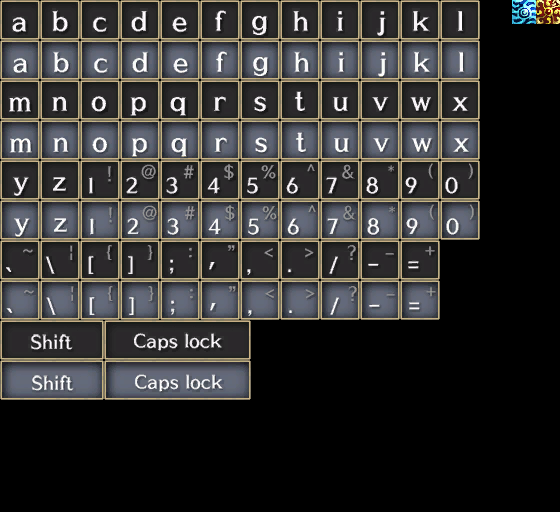 a b c d e f g h i j k l
a b c d e f g h i j k l
m n o p q r s t u v w x
m n o p q r s t u v w x
y z 1 ! 2 @ 3 # 4 $ 5 % 6 ^ 7 & 8 * 9 ( 0 )
y z 1 ! 2 @ 3 # 4 $ 5 % 6 ^ 7 & 8 * 9 ( 0 )
、 ~ \ ¦ [ { ] } ; : ′ ” , < . > / ? – – = +
、 ~ \ ¦ [ { ] } ; : ′ ” , < . > / ? – – = +
Shift Caps lock
Shift Caps lock